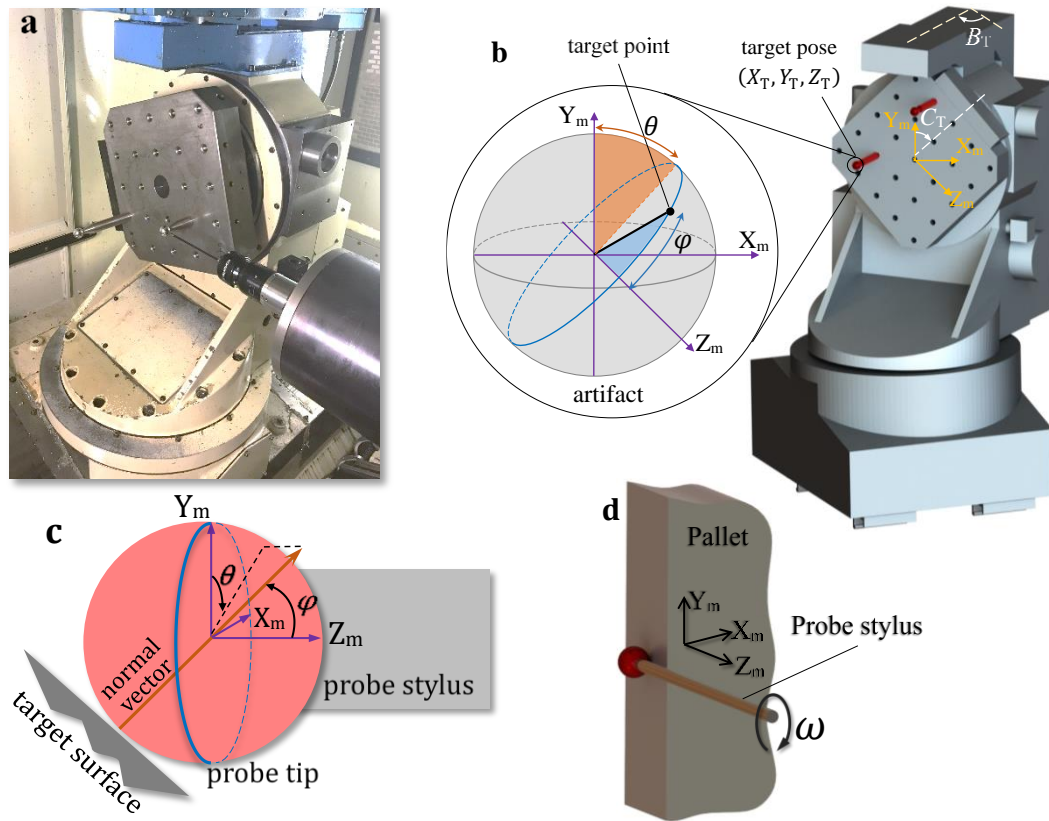 a
b
target point
target pose
(X_T, Y_T, Z_T)
B_T
C_T
Y_m
X_m
Z_m
Y_m
θ
φ
X_m
Z_m
artifact
c
Y_m
θ
X_m
φ
Z_m
normal
vector
probe stylus
target surface
probe tip
d
Pallet
Y_m
X_m
Z_m
Probe stylus
ω